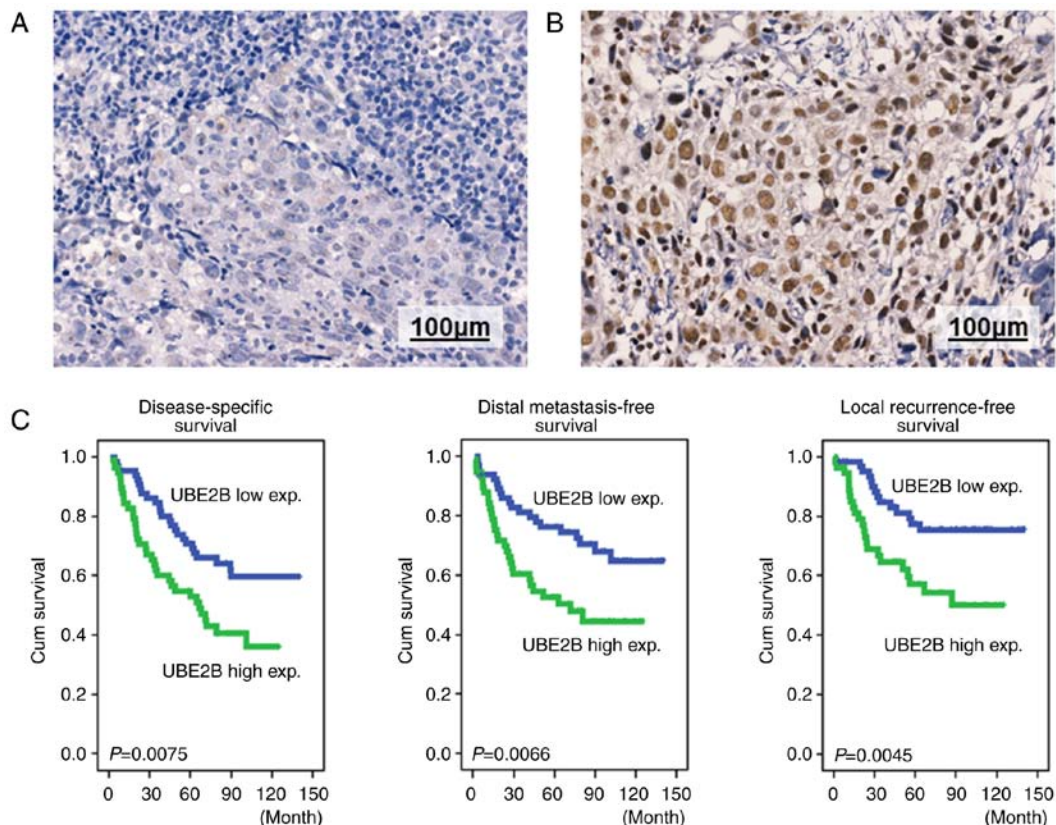 A
B
100µm
100µm
C
Disease-specific
survival
Distal metastasis-free
survival
Local recurrence-free
survival
Cum survival
1.0
0.8
0.6
0.4
0.2
0.0
UBE2B low exp.
UBE2B high exp.
P=0.0075
0 30 60 90 120 150
(Month)
Cum survival
1.0
0.8
0.6
0.4
0.2
0.0
UBE2B low exp.
UBE2B high exp.
P=0.0066
0 30 60 90 120 150
(Month)
Cum survival
1.0
0.8
0.6
0.4
0.2
0.0
UBE2B low exp.
UBE2B high exp.
P=0.0045
0 30 60 90 120 150
(Month)